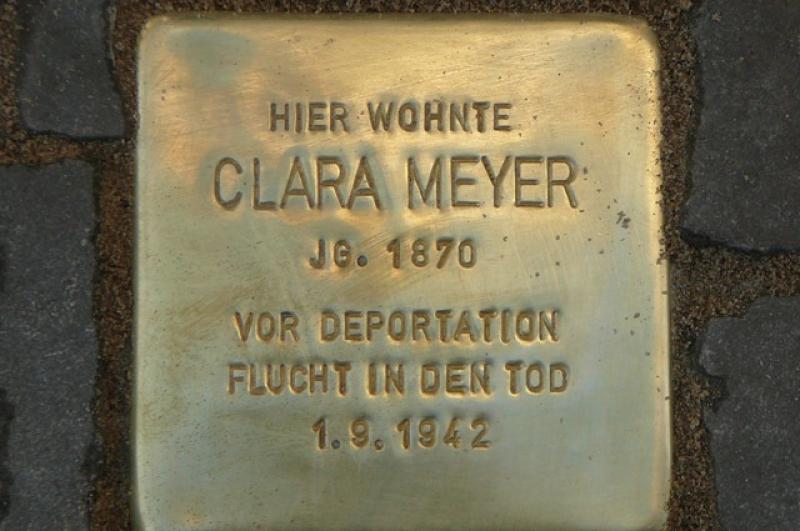 HIER WOHNTE
CLARA MEYER
JG. 1870
VOR DEPORTATION
FLUCHT IN DEN TOD
1.9.1942